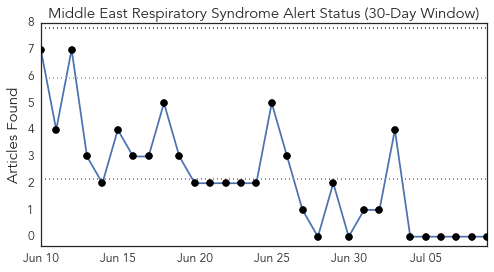 Middle East Respiratory Syndrome Alert Status (30-Day Window)
Articles Found
8
7
6
5
4
3
2
1
0
Jun 10
Jun 15
Jun 20
Jun 25
Jun 30
Jul 05